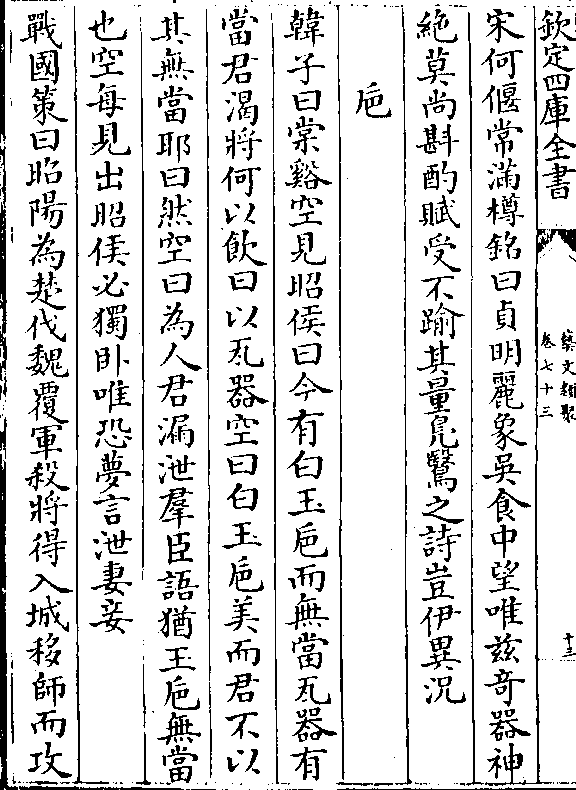 欽定四庫全書
藝文類聚
卷七十三
十三
宋何偃常滿樽銘曰貞明麗象吳食中望唯兹竒器神
絶莫尚斟酌賦受不踰其量凫鷖之詩豈伊異况
巵
韓子曰棠谿空見昭侯曰今有白玉巵而無當瓦器有
當君渴將何以飲曰以瓦器空曰白玉巵美而君不以
其無當耶曰然空曰為人君漏泄羣臣語猶玉巵無當
也空每見出昭侯必獨卧唯恐夢言泄妻妾
戰國策曰昭陽為楚伐魏覆軍殺將得入城移師而攻